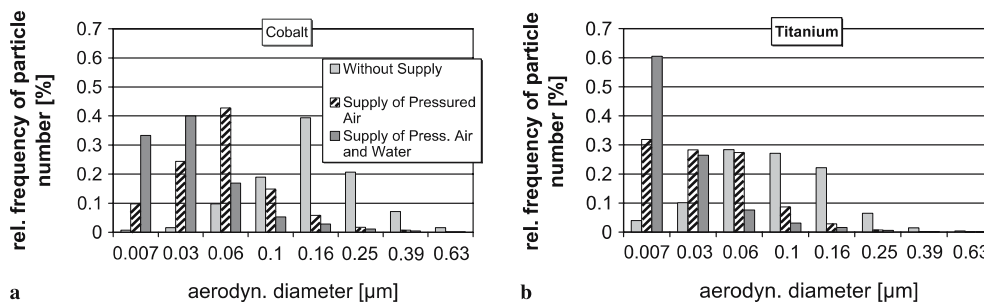 rel. frequency of particle
number [%]
0.7
0.6
0.5
0.4
0.3
0.2
0.1
0
Cobalt
Without Supply
Supply of Pressured
Air
Supply of Press. Air
and Water
0.007 0.03 0.06 0.1 0.16 0.25 0.39 0.63
a
aerodyn. diameter [µm]
rel. frequency of particle
number [%]
0.7
0.6
0.5
0.4
0.3
0.2
0.1
0
Titanium
0.007 0.03 0.06 0.1 0.16 0.25 0.39 0.63
b
aerodyn. diameter [µm]